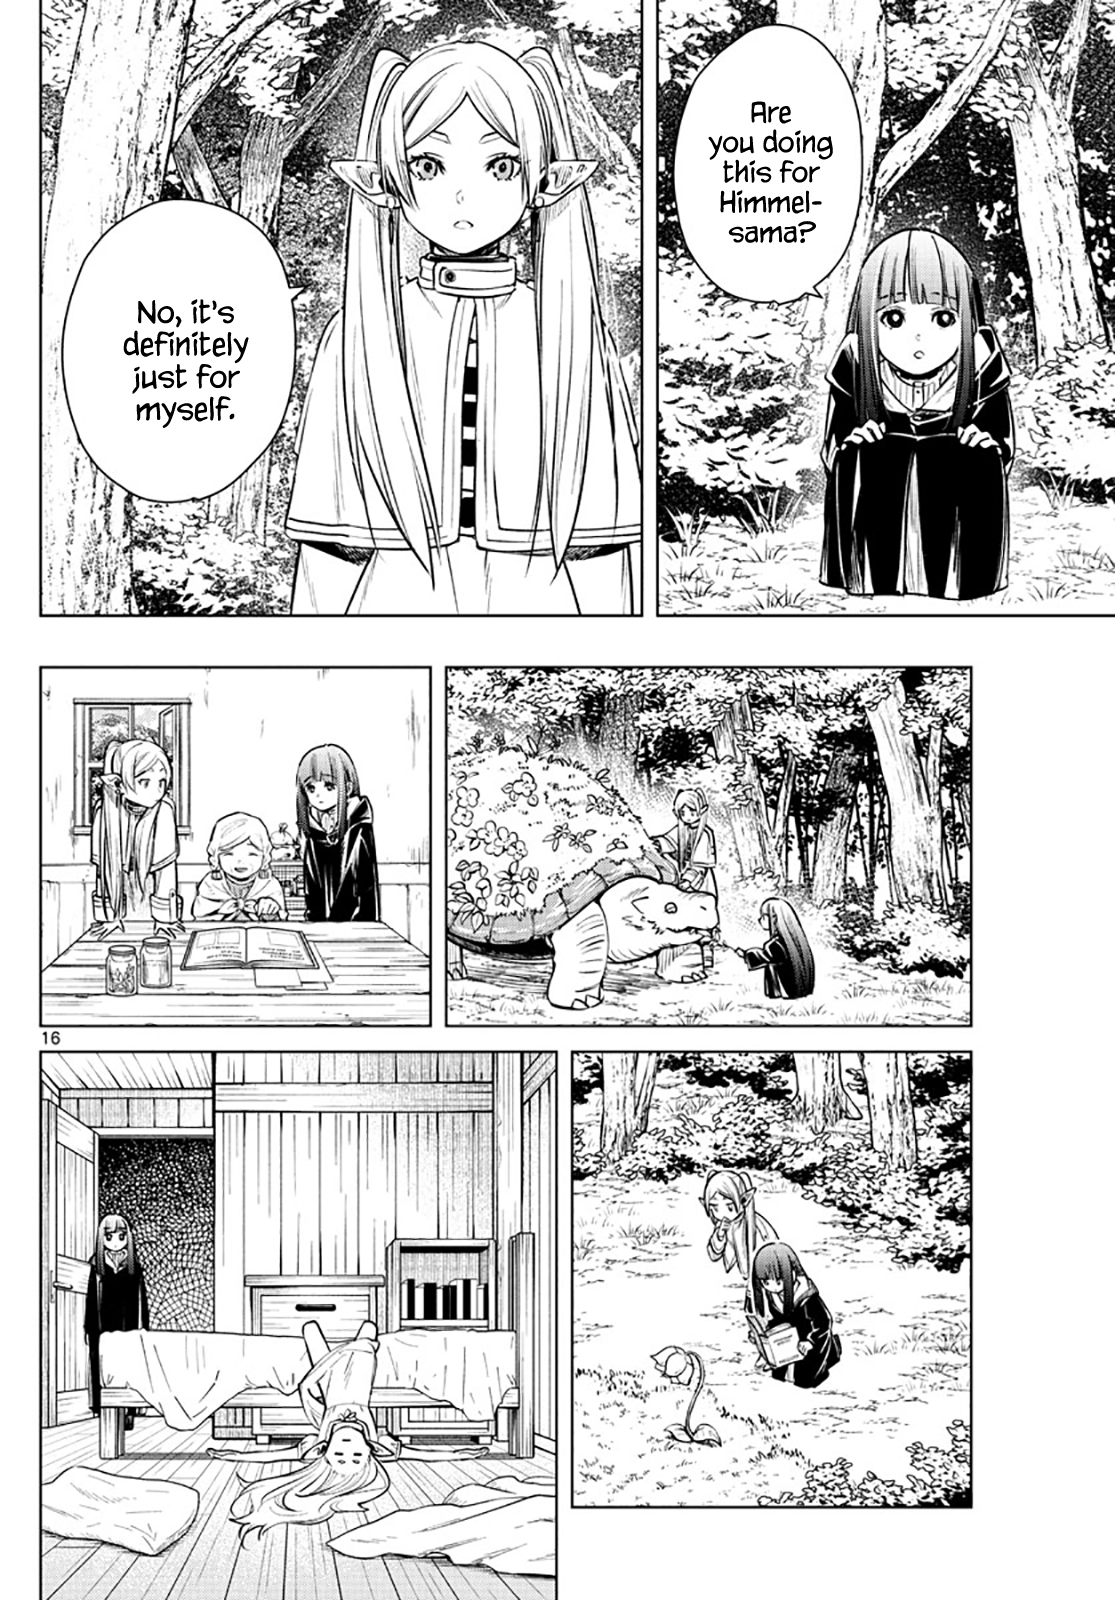 Are
you doing
this for
Himmel-
sama?
No, it's
definitely
just for
myself.
16